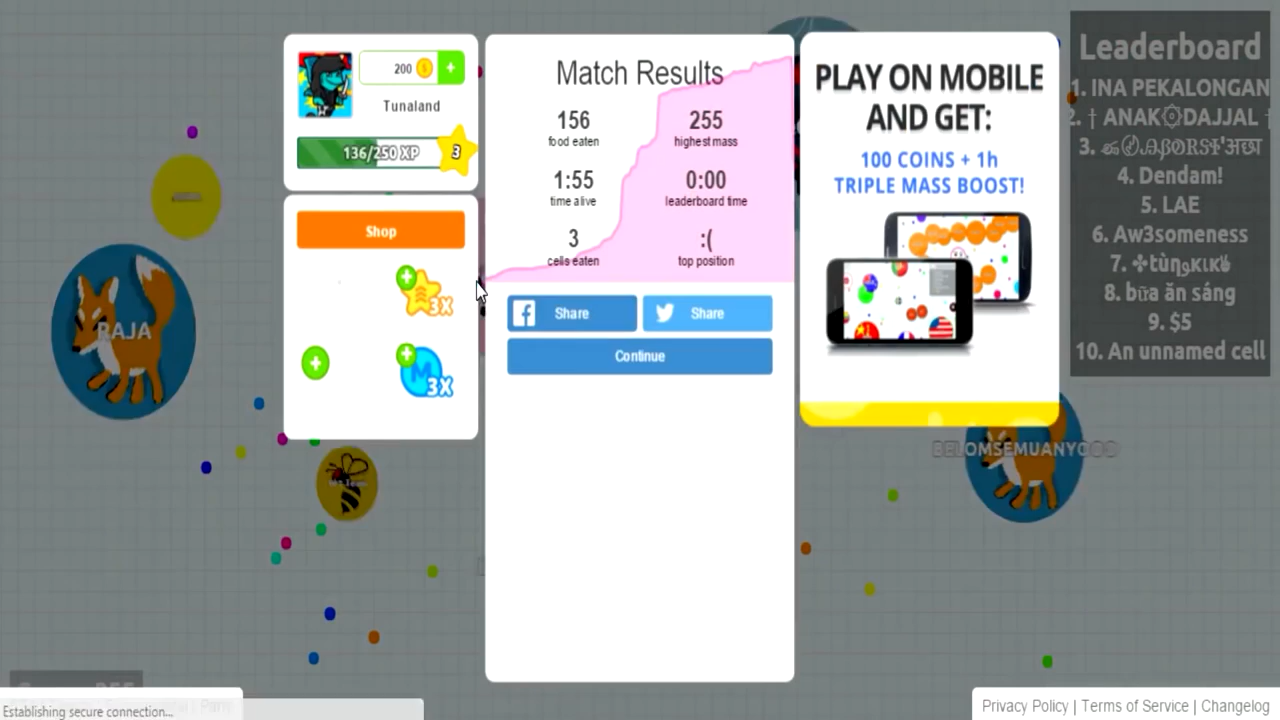 200
Tunaland
136/250 XP
3
Shop
3X
3X
Match Results
156
food eaten
255
highest mass
1:55
time alive
0:00
leaderboard time
3
cells eaten
:(
top position
Share
Share
Continue
PLAY ON MOBILE
AND GET:
100 COINS + 1h
TRIPLE MASS BOOST!
Leaderboard
1. INA PEKALONGAN
2. † ANAK۞DAJJAL †
4. Dendam!
5. LAE
6. Aw3someness
8. bữa ăn sáng
9. $5
10. An unnamed cell
RAJA
BELOMSEMUANYOOO
Establishing secure connection...
Privacy Policy | Terms of Service | Changelog